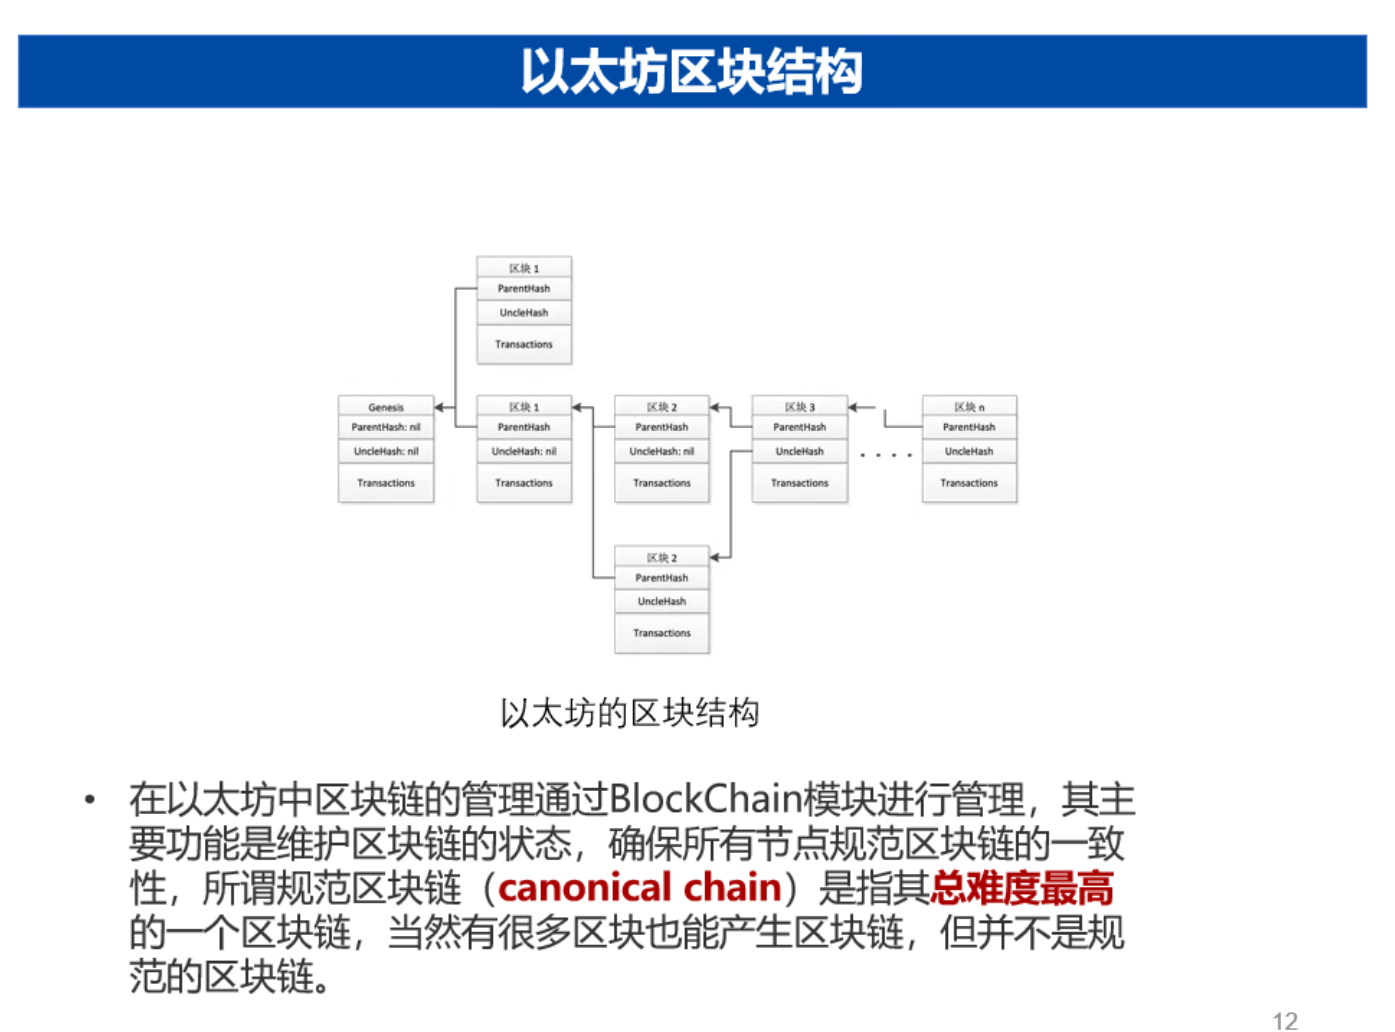 以太坊区块结构
区块 1
ParentHash
UncleHash
Transactions
Genesis
ParentHash: nil
UncleHash: nil
Transactions
区块 1
ParentHash
UncleHash: nil
Transactions
区块 2
ParentHash
UncleHash: nil
Transactions
区块 3
ParentHash
UncleHash
Transactions
. . . .
区块 n
ParentHash
UncleHash
Transactions
区块 2
ParentHash
UncleHash
Transactions
以太坊的区块结构
• 在以太坊中区块链的管理通过BlockChain模块进行管理，其主
要功能是维护区块链的状态，确保所有节点规范区块链的一致
性，所谓规范区块链（canonical chain）是指其总难度最高
的一个区块链，当然有很多区块也能产生区块链，但并不是规
范的区块链。
12